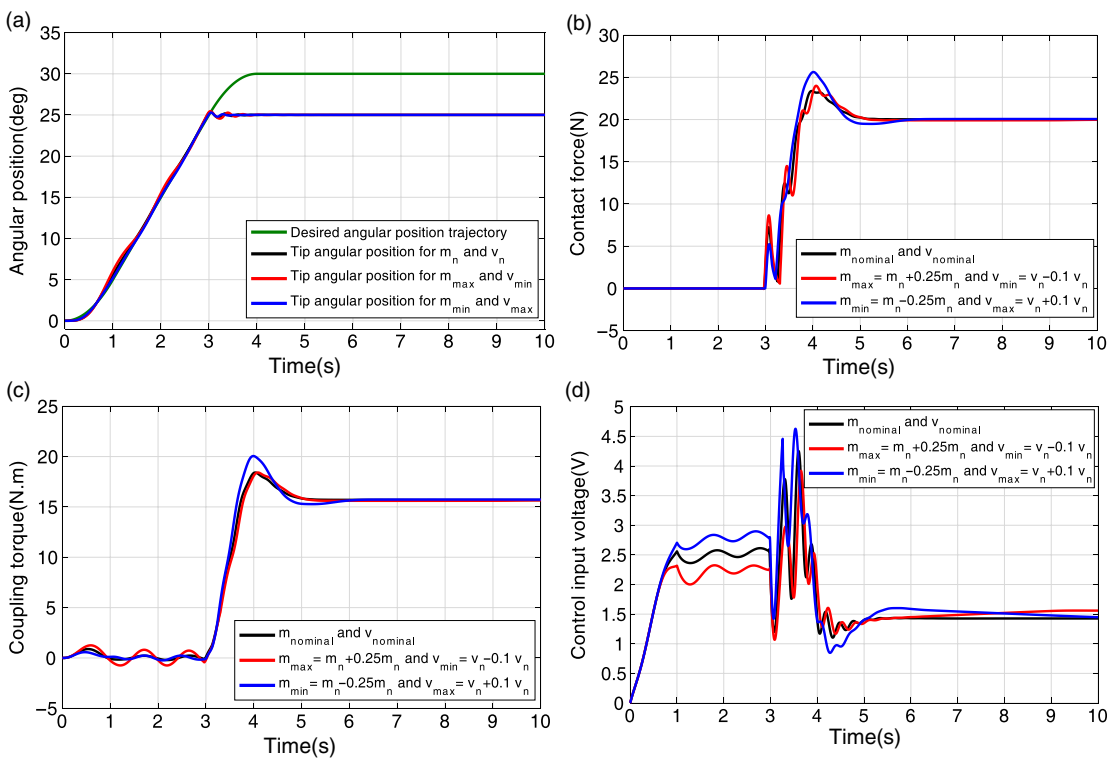 (a)
35
30
25
20
15
10
5
0
Angular position(deg)
Desired angular position trajectory
Tip angular position for m_n and v_n
Tip angular position for m_max and v_min
Tip angular position for m_min and v_max
0 1 2 3 4 5 6 7 8 9 10
Time(s)
(b)
30
25
20
15
10
5
0
−5
Contact force(N)
m_nominal and v_nominal
m_max = m_n+0.25m_n and v_min = v_n−0.1 v_n
m_min = m_n−0.25m_n and v_max = v_n+0.1 v_n
0 1 2 3 4 5 6 7 8 9 10
Time(s)
(c)
25
20
15
10
5
0
−5
Coupling torque(N.m)
m_nominal and v_nominal
m_max = m_n+0.25m_n and v_min = v_n−0.1 v_n
m_min = m_n−0.25m_n and v_max = v_n+0.1 v_n
0 1 2 3 4 5 6 7 8 9 10
Time(s)
(d)
5
4.5
4
3.5
3
2.5
2
1.5
1
0.5
0
Control input voltage(V)
m_nominal and v_nominal
m_max = m_n+0.25m_n and v_min = v_n−0.1 v_n
m_min = m_n−0.25m_n and v_max = v_n+0.1 v_n
0 1 2 3 4 5 6 7 8 9 10
Time(s)